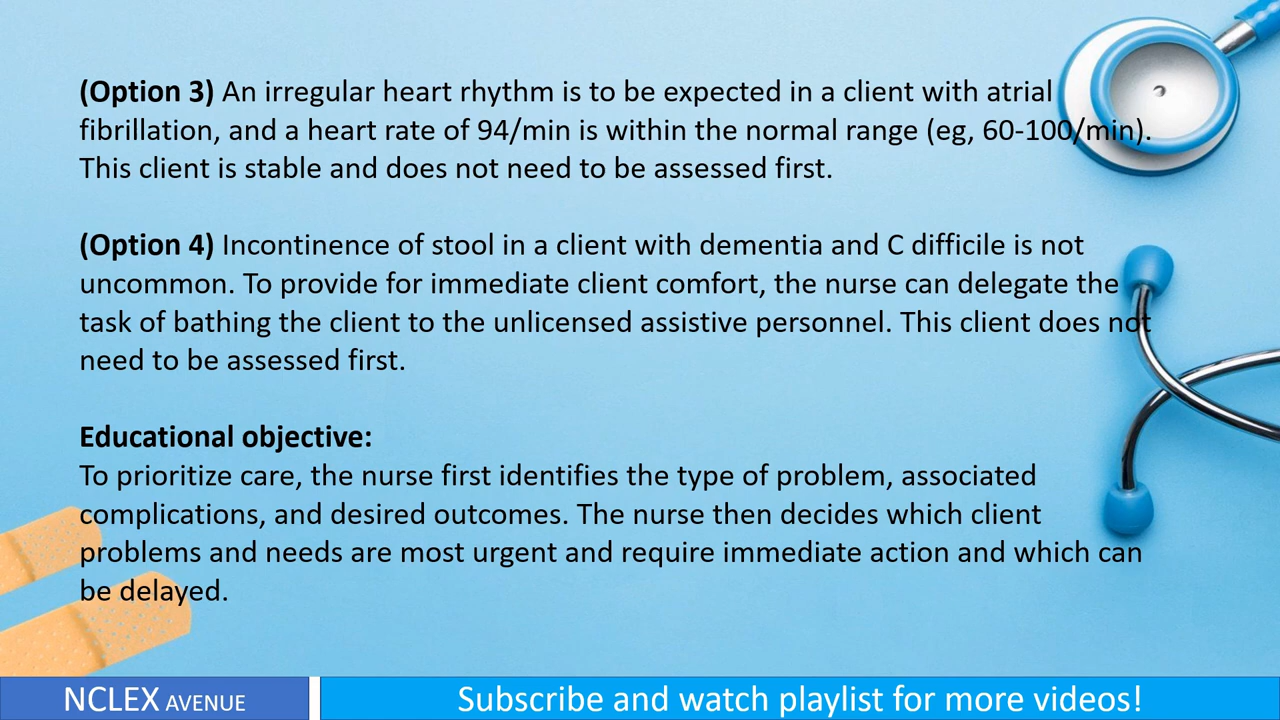 (Option 3) An irregular heart rhythm is to be expected in a client with atrial
fibrillation, and a heart rate of 94/min is within the normal range (eg, 60-100/min).
This client is stable and does not need to be assessed first.
(Option 4) Incontinence of stool in a client with dementia and C difficile is not
uncommon. To provide for immediate client comfort, the nurse can delegate the
task of bathing the client to the unlicensed assistive personnel. This client does not
need to be assessed first.
Educational objective:
To prioritize care, the nurse first identifies the type of problem, associated
complications, and desired outcomes. The nurse then decides which client
problems and needs are most urgent and require immediate action and which can
be delayed.
NCLEX AVENUE
Subscribe and watch playlist for more videos!